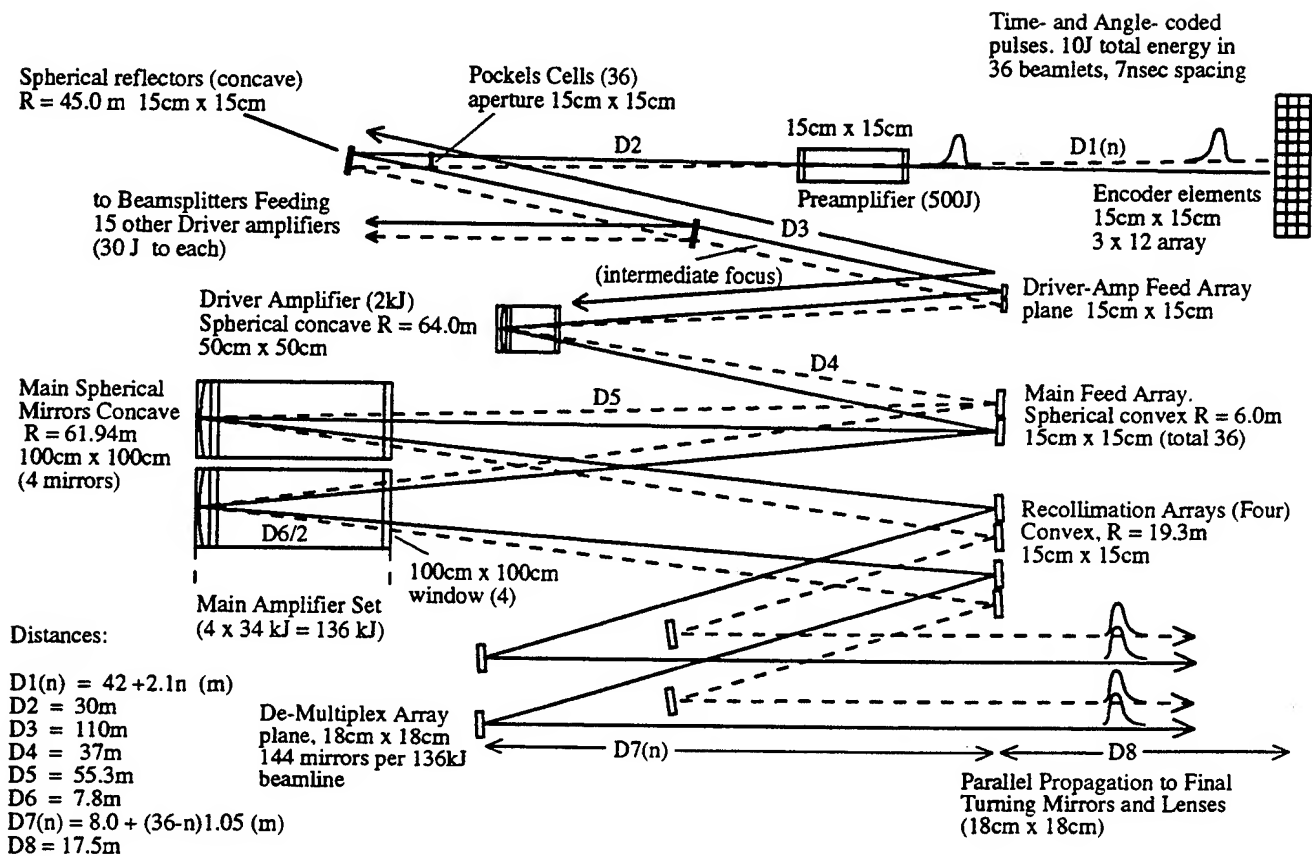 Time- and Angle- coded
pulses. 10J total energy in
36 beamlets, 7nsec spacing
Spherical reflectors (concave)
R = 45.0 m 15cm x 15cm
Pockels Cells (36)
aperture 15cm x 15cm
15cm x 15cm
D2
D1(n)
Preamplifier (500J)
Encoder elements
15cm x 15cm
3 x 12 array
to Beamsplitters Feeding
15 other Driver amplifiers
(30 J to each)
D3
(intermediate focus)
Driver-Amp Feed Array
plane 15cm x 15cm
Driver Amplifier (2kJ)
Spherical concave R = 64.0m
50cm x 50cm
D4
Main Spherical
Mirrors Concave
R = 61.94m
100cm x 100cm
(4 mirrors)
D5
Main Feed Array.
Spherical convex R = 6.0m
15cm x 15cm (total 36)
D6/2
Recollimation Arrays (Four)
Convex, R = 19.3m
15cm x 15cm
100cm x 100cm
window (4)
Main Amplifier Set
(4 x 34 kJ = 136 kJ)
Distances:
D1(n) = 42 +2.1n (m)
D2 = 30m
D3 = 110m
D4 = 37m
D5 = 55.3m
D6 = 7.8m
D7(n) = 8.0 + (36-n)1.05 (m)
D8 = 17.5m
De-Multiplex Array
plane, 18cm x 18cm
144 mirrors per 136kJ
beamline
D7(n)
D8
Parallel Propagation to Final
Turning Mirrors and Lenses
(18cm x 18cm)